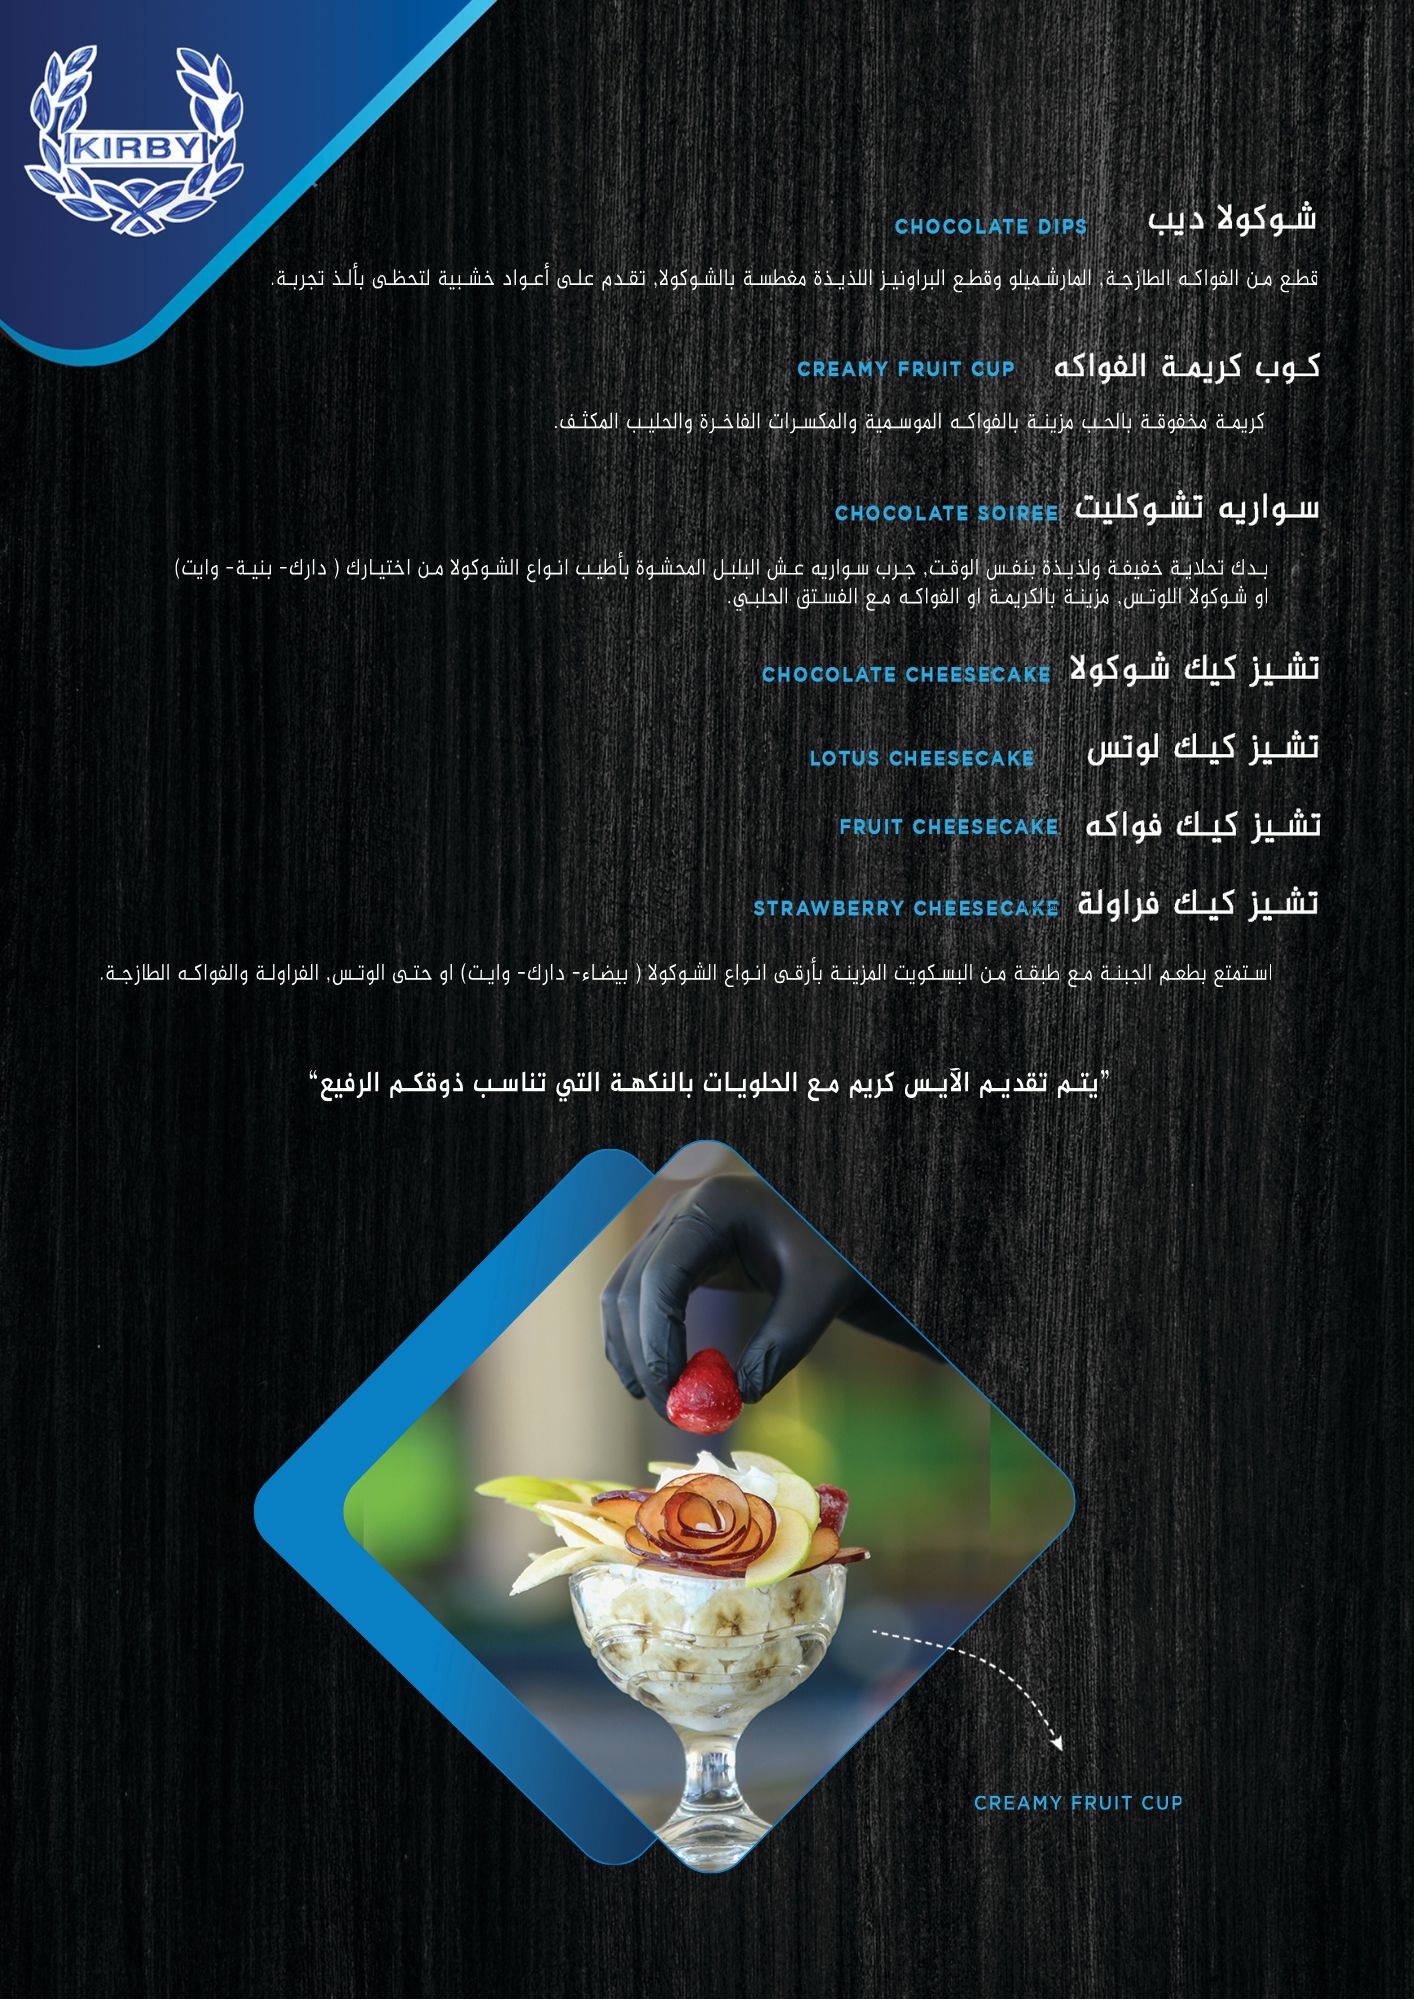 KIRBY
شوكولا ديب CHOCOLATE DIPS
قطع من الفواكه الطازجة, المارشميلو وقطع البراونيز اللذيذة مغطسة بالشوكولا, تقدم على أعواد خشبية لتحظى بألذ تجربة.
كوب كريمة الفواكه CREAMY FRUIT CUP
كريمة مخفوقة بالحب مزينة بالفواكه الموسمية والمكسرات الفاخرة والحليب المكثف.
سواريه تشوكليت CHOCOLATE SOIREE
بدك تحلاية خفيفة ولذيذة بنفس الوقت, جرب سواريه عش البلبل المحشوة بأطيب انواع الشوكولا من اختيارك ( دارك- بنية- وايت)
او شوكولا اللوتس, مزينة بالكريمة او الفواكه مع الفستق الحلبي.
تشيز كيك شوكولا CHOCOLATE CHEESECAKE
تشيز كيك لوتس LOTUS CHEESECAKE
تشيز كيك فواكه FRUIT CHEESECAKE
تشيز كيك فراولة STRAWBERRY CHEESECAKE
استمتع بطعم الجبنة مع طبقة من البسكويت المزينة بأرقى انواع الشوكولا ( بيضاء- دارك- وايت) او حتى الوتس, الفراولة والفواكه الطازجة.
”يتم تقديم الآيس كريم مع الحلويات بالنكهة التي تناسب ذوقكم الرفيع“
CREAMY FRUIT CUP